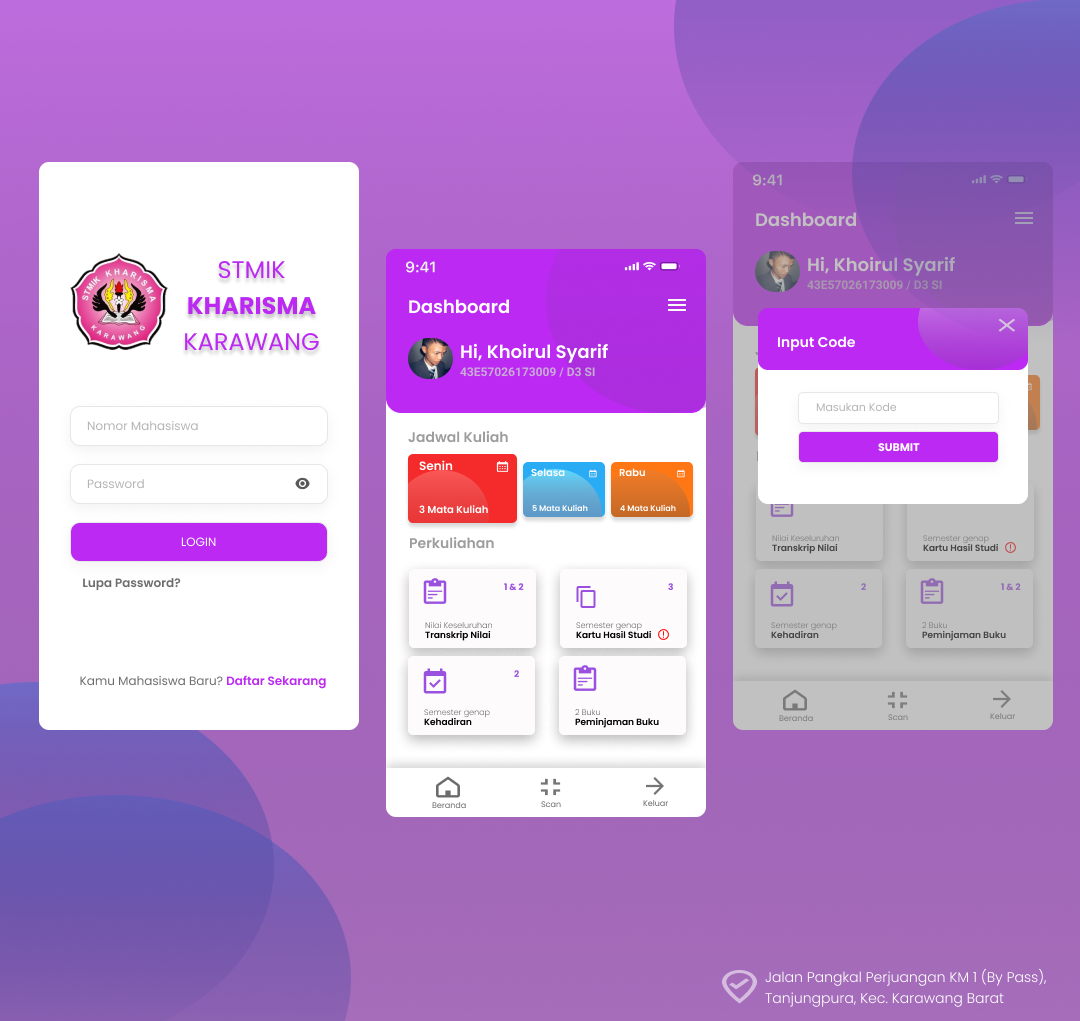 STMIK KHARISMA
KARAWANG
STMIK
KHARISMA
KARAWANG
Nomor Mahasiswa
Password
LOGIN
Lupa Password?
Kamu Mahasiswa Baru? Daftar Sekarang
9:41
Dashboard
Hi, Khoirul Syarif
43E57026173009 / D3 SI
Jadwal Kuliah
Senin
3 Mata Kuliah
Selasa
5 Mata Kuliah
Rabu
4 Mata Kuliah
Perkuliahan
1 & 2
Nilai Keseluruhan
Transkrip Nilai
3
Semester genap
Kartu Hasil Studi
2
Semester genap
Kehadiran
2 Buku
Peminjaman Buku
Beranda
Scan
Keluar
9:41
Dashboard
Hi, Khoirul Syarif
43E57026173009 / D3 SI
Input Code
Masukan Kode
SUBMIT
Nilai Keseluruhan
Transkrip Nilai
Semester genap
Kartu Hasil Studi
2
Semester genap
Kehadiran
1 & 2
2 Buku
Peminjaman Buku
Beranda
Scan
Keluar
Jalan Pangkal Perjuangan KM 1 (By Pass),
Tanjungpura, Kec. Karawang Barat